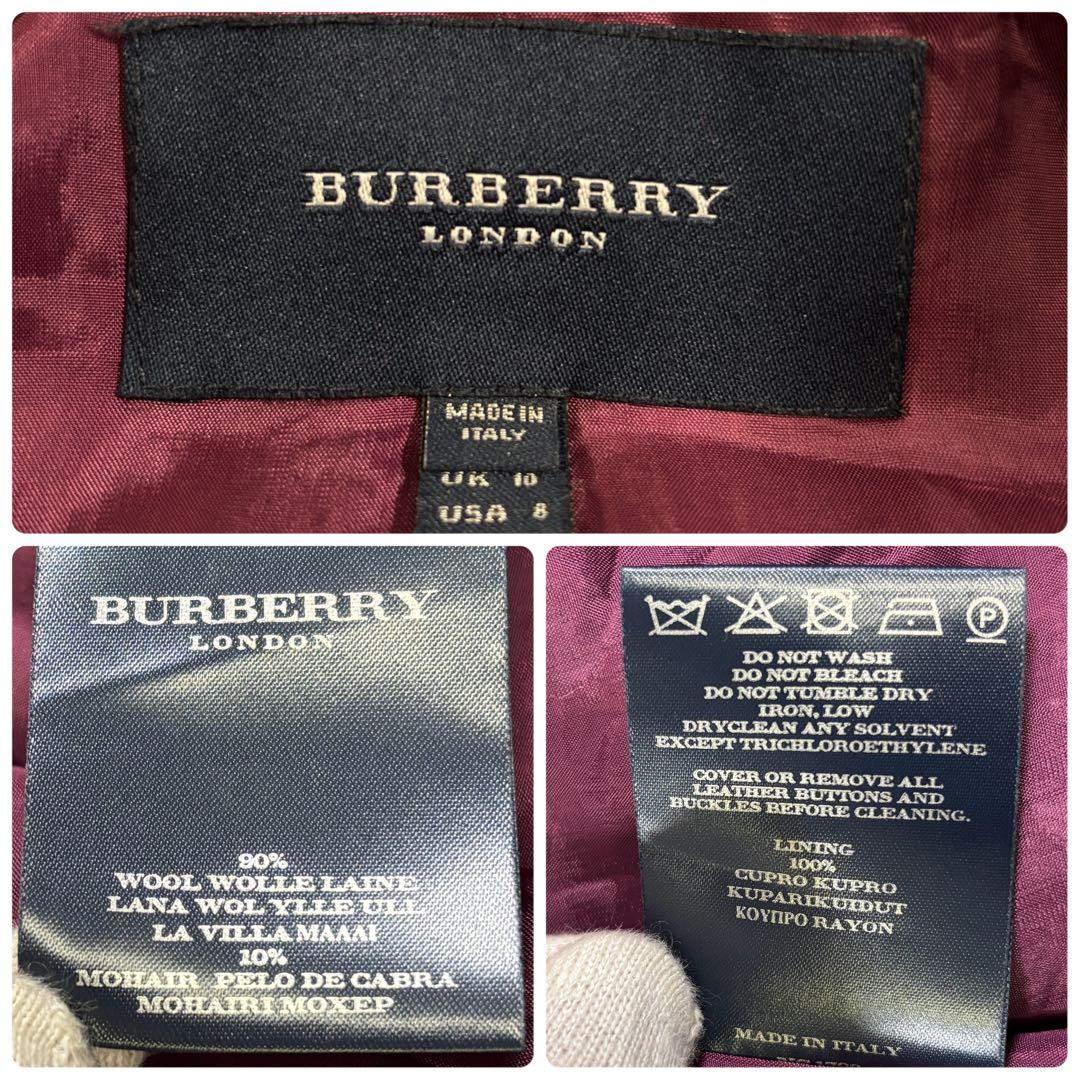 BURBERRY
LONDON
MADE IN
ITALY
UK 10
USA 8
BURBERRY
LONDON
90%
WOOL WOLLE LAINE
LANA WOL YLLE ULL
LA VILLA ΜΑΛΛΙ
10%
MOHAIR PELO DE CABRA
MOHAIRI ΜΟΧΕΡ
P
DO NOT WASH
DO NOT BLEACH
DO NOT TUMBLE DRY
IRON, LOW
DRYCLEAN ANY SOLVENT
EXCEPT TRICHLOROETHYLENE
COVER OR REMOVE ALL
LEATHER BUTTONS AND
BUCKLES BEFORE CLEANING.
LINING
100%
CUPRO KUPRO
KUPARIKUIDUT
ΚΟΥΠΡΟ RAYON
MADE IN ITALY